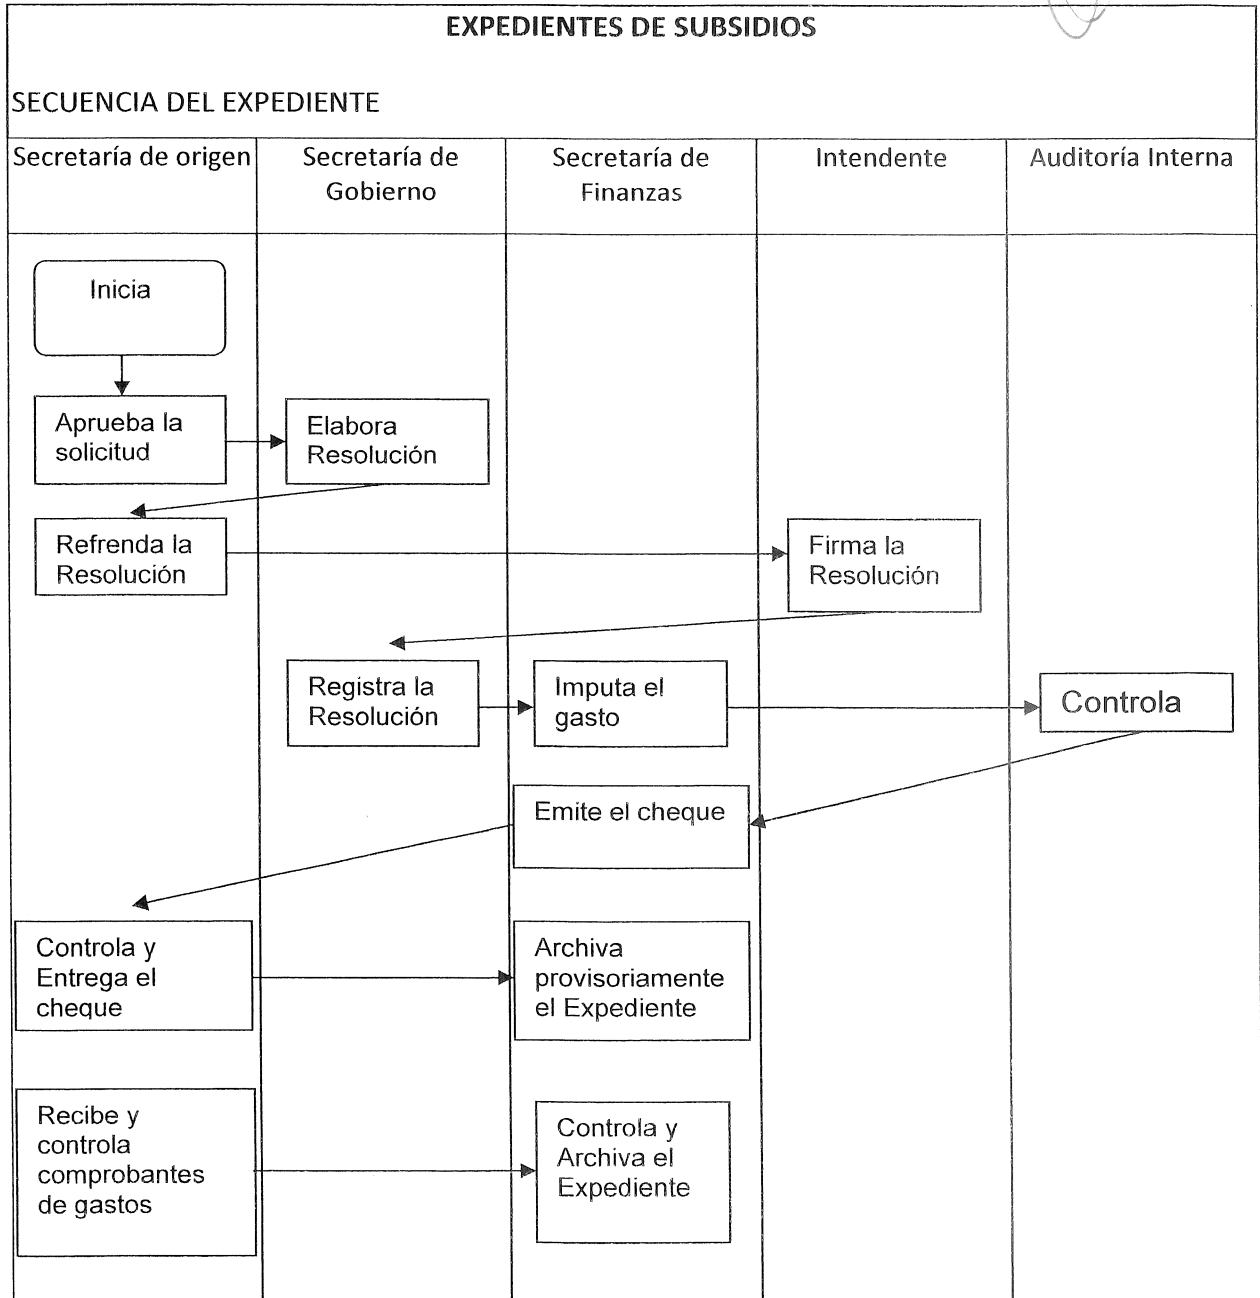 EXPEDIENTES DE SUBSIDIOS
SECUENCIA DEL EXPEDIENTE
Secretaría de origen
Secretaría de
Gobierno
Secretaría de
Finanzas
Intendente
Auditoría Interna
Inicia
Aprueba la
solicitud
Elabora
Resolución
Refrenda la
Resolución
Firma la
Resolución
Registra la
Resolución
Imputa el
gasto
Controla
Emite el cheque
Controla y
Entrega el
cheque
Archiva
provisoriamente
el Expediente
Recibe y
controla
comprobantes
de gastos
Controla y
Archiva el
Expediente